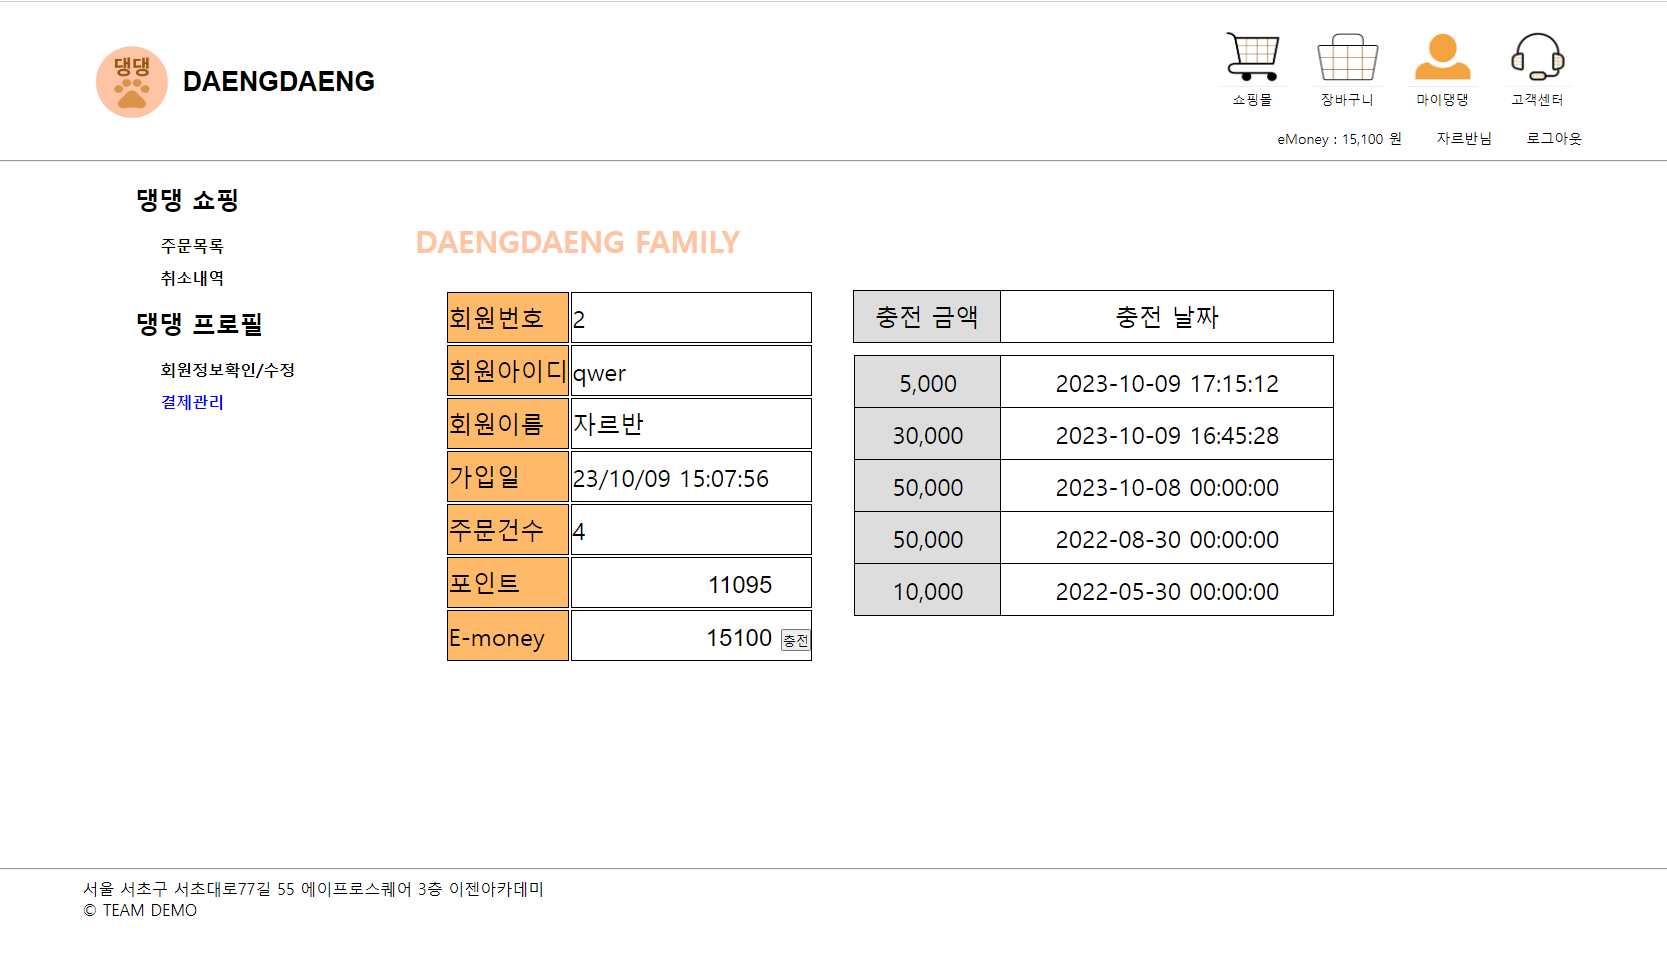 댕댕
DAENGDAENG
쇼핑몰
장바구니
마이댕댕
고객센터
eMoney : 15,100 원
자르반님
로그아웃
댕댕 쇼핑
주문목록
취소내역
댕댕 프로필
회원정보확인/수정
결제관리
DAENGDAENG FAMILY
회원번호 2
회원아이디 qwer
회원이름 자르반
가입일 23/10/09 15:07:56
주문건수 4
포인트 11095
E-money 15100 충전
충전 금액 충전 날짜
5,000 2023-10-09 17:15:12
30,000 2023-10-09 16:45:28
50,000 2023-10-08 00:00:00
50,000 2022-08-30 00:00:00
10,000 2022-05-30 00:00:00
서울 서초구 서초대로77길 55 에이프로스퀘어 3층 이젠아카데미
© TEAM DEMO